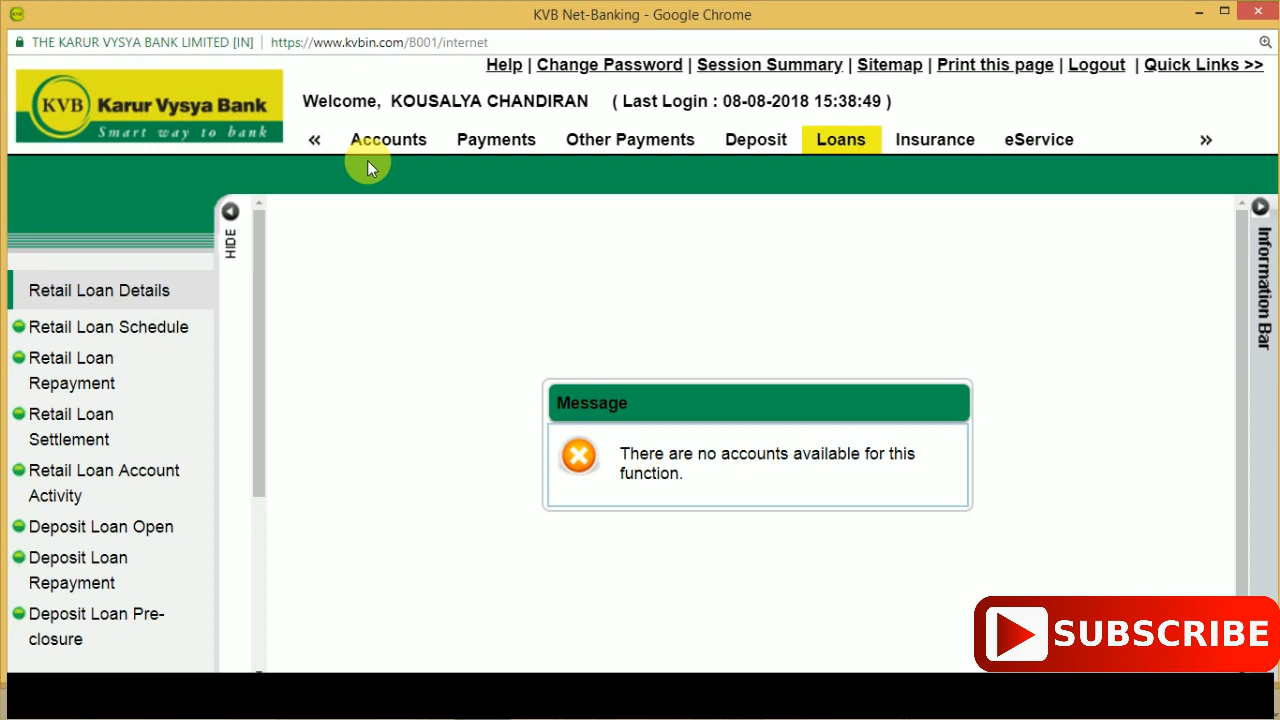 KVB Net-Banking - Google Chrome
THE KARUR VYSYA BANK LIMITED [IN] https://www.kvbin.com/B001/internet
Help | Change Password | Session Summary | Sitemap | Print this page | Logout | Quick Links >>
KVB Karur Vysya Bank
Smart way to bank
Welcome, KOUSALYA CHANDIRAN ( Last Login : 08-08-2018 15:38:49 )
« Accounts Payments Other Payments Deposit Loans Insurance eService »
HIDE
Information Bar
Retail Loan Details
Retail Loan Schedule
Retail Loan
Repayment
Retail Loan
Settlement
Retail Loan Account
Activity
Deposit Loan Open
Deposit Loan
Repayment
Deposit Loan Pre-
closure
Message
There are no accounts available for this
function.
SUBSCRIBE